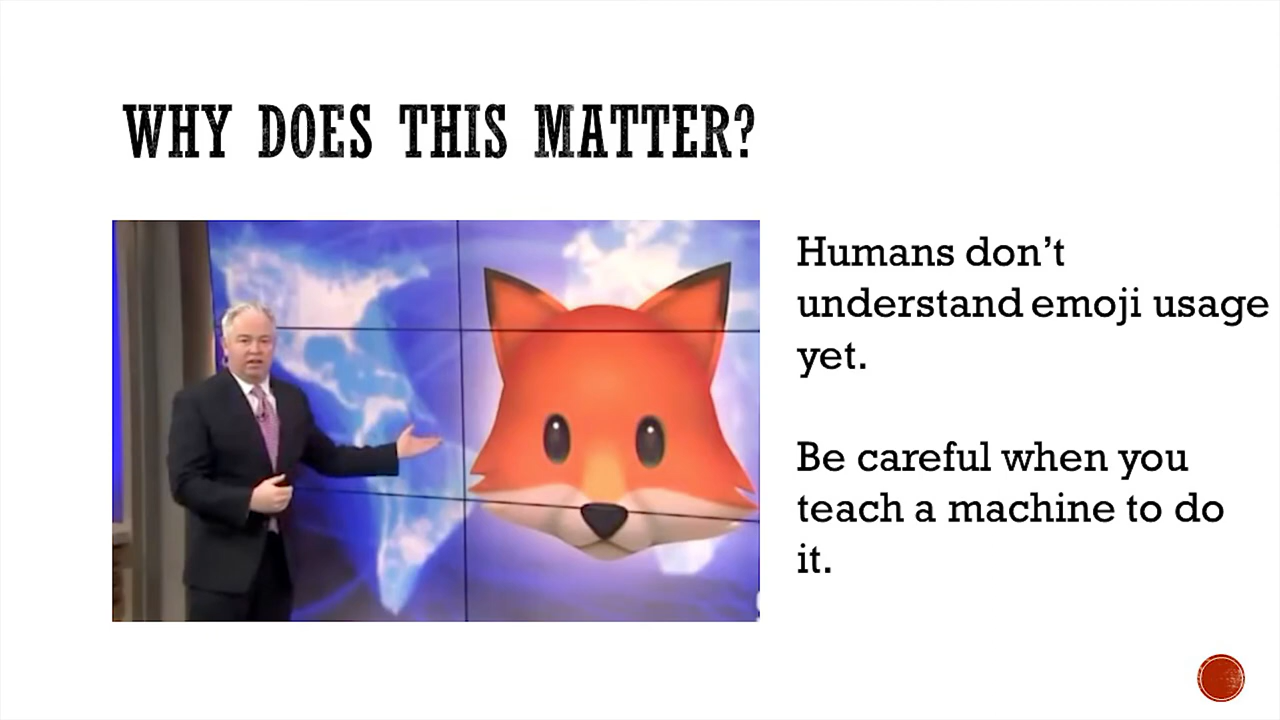 WHY DOES THIS MATTER?
Humans don’t
understand emoji usage
yet.
Be careful when you
teach a machine to do
it.